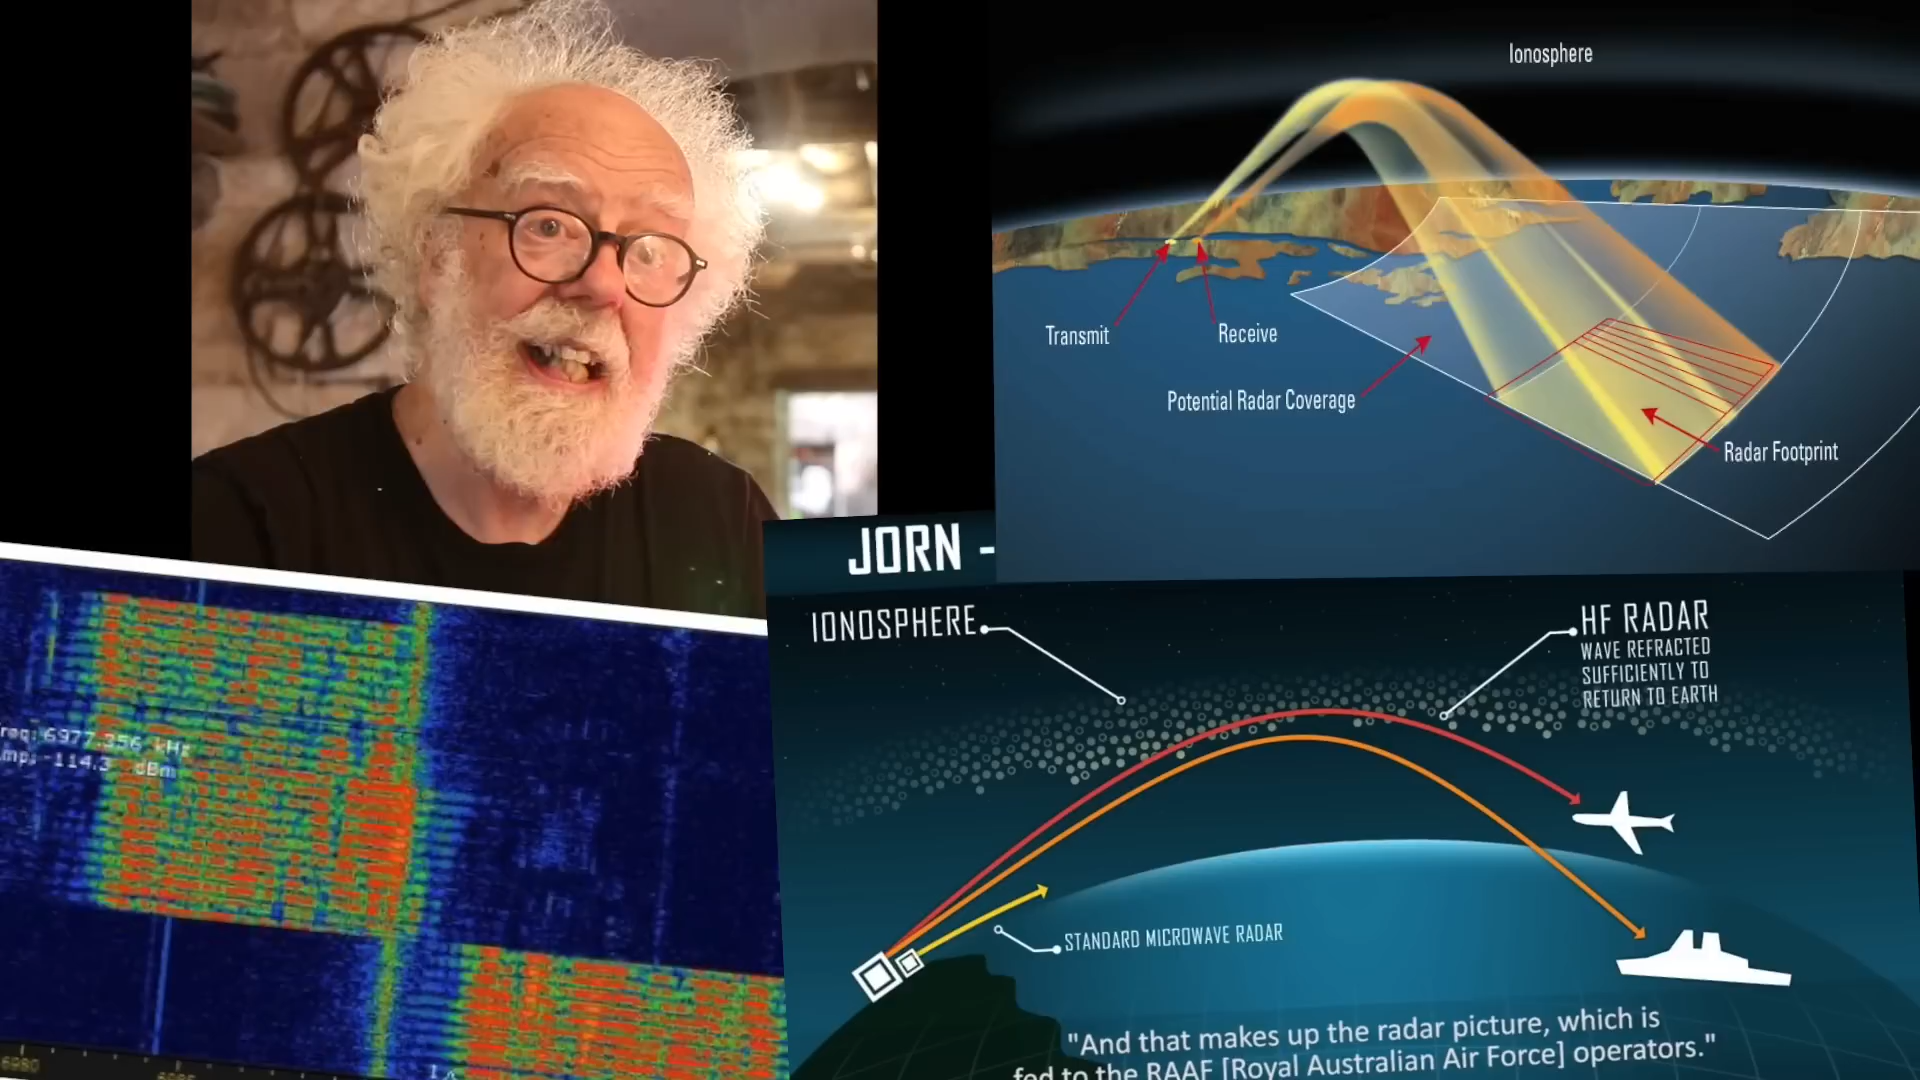 Ionosphere
Transmit
Receive
Potential Radar Coverage
Radar Footprint
JORN -
IONOSPHERE
HF RADAR
WAVE REFRACTED
SUFFICIENTLY TO
RETURN TO EARTH
6977.356 kHz
-114.3 dBm
STANDARD MICROWAVE RADAR
6980
"And that makes up the radar picture, which is
fed to the RAAF [Royal Australian Air Force] operators."